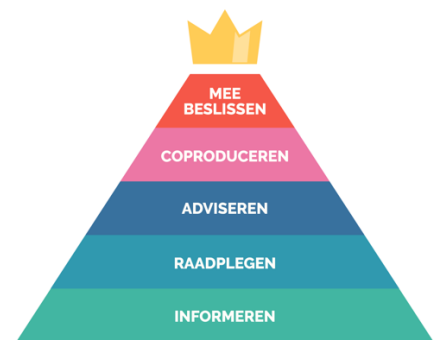 MEE
BESLISSEN
COPRODUCEREN
ADVISEREN
RAADPLEGEN
INFORMEREN